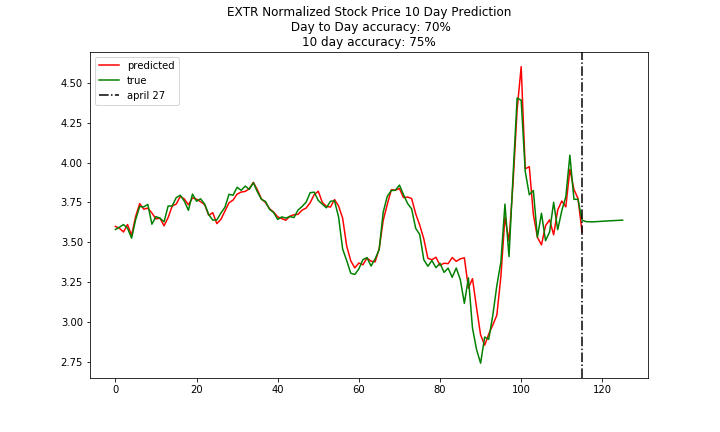 EXTR Normalized Stock Price 10 Day Prediction
Day to Day accuracy: 70%
10 day accuracy: 75%
predicted
true
april 27
4.50
4.25
4.00
3.75
3.50
3.25
3.00
2.75
0 20 40 60 80 100 120